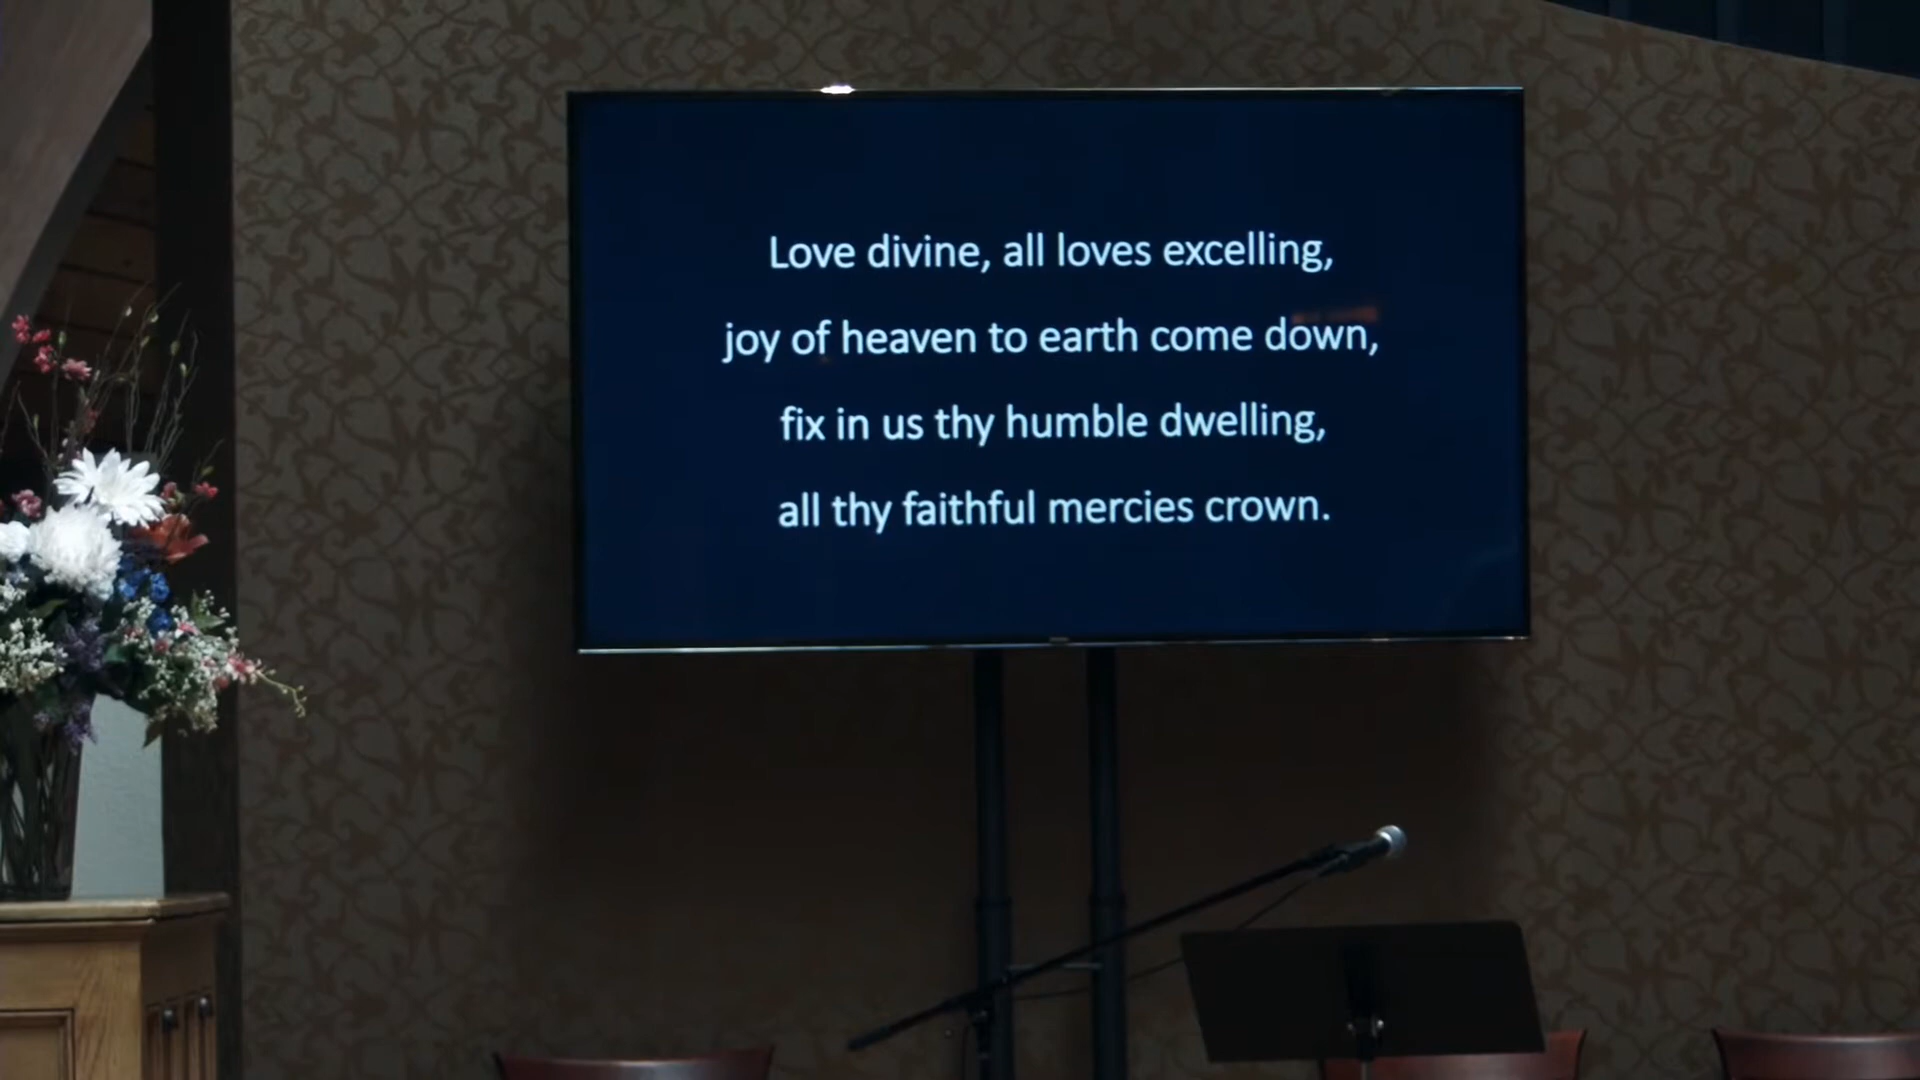 Love divine, all loves excelling,
joy of heaven to earth come down,
fix in us thy humble dwelling,
all thy faithful mercies crown.